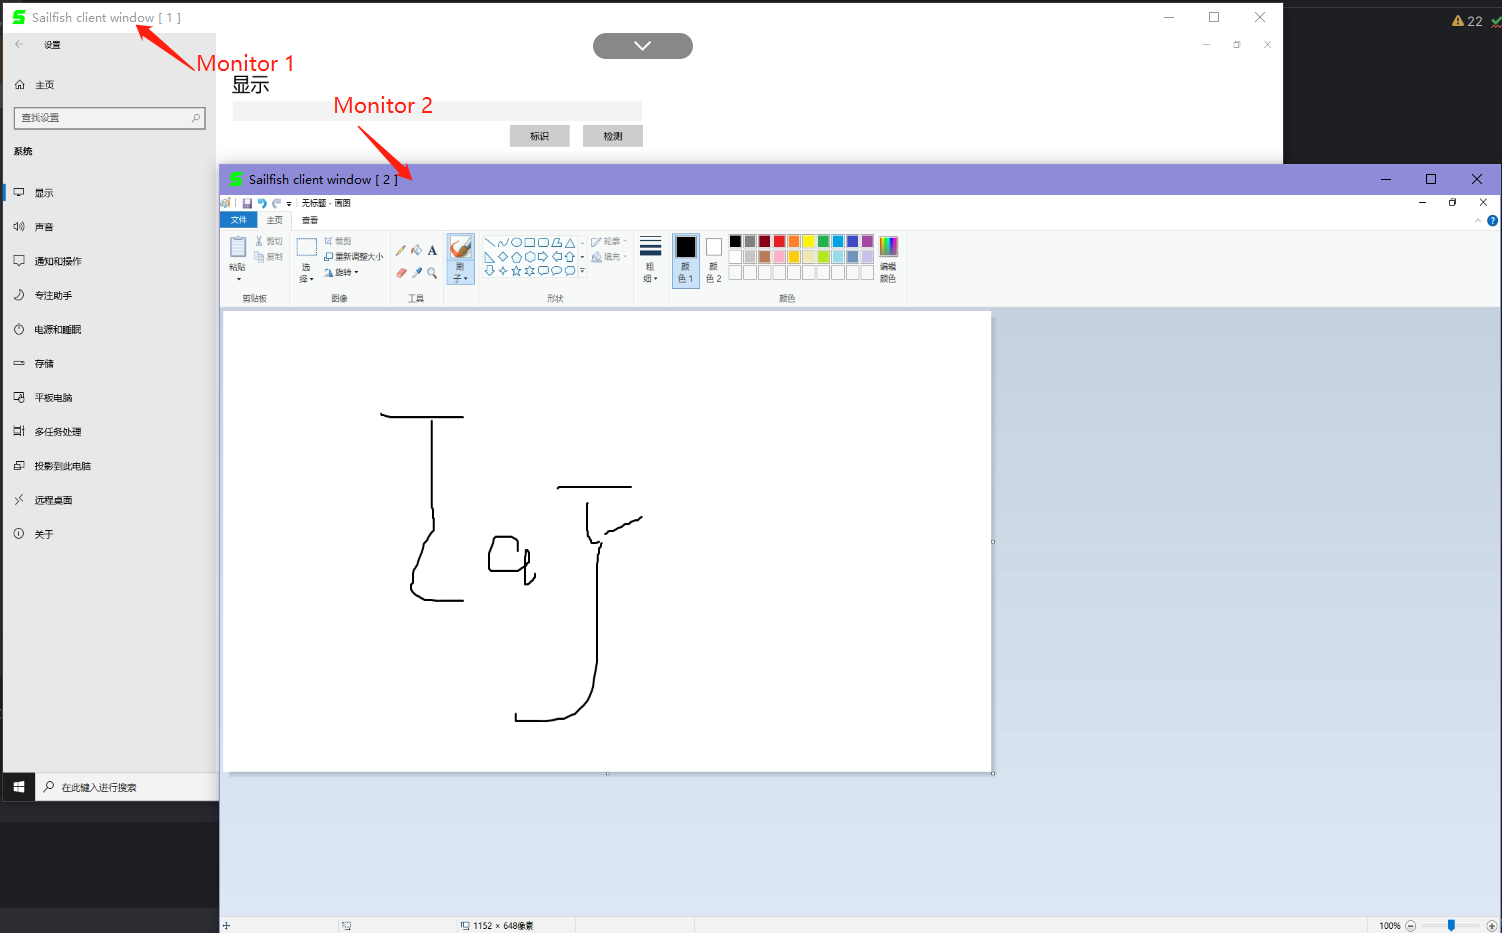 Sailfish client window [ 1 ]
22
设置
Monitor 1
主页
显示
Monitor 2
查找设置
标识
检测
系统
Sailfish client window [ 2 ]
显示
声音
通知和操作
专注助手
电源和睡眠
存储
平板电脑
多任务处理
投影到此电脑
远程桌面
关于
在此键入进行搜索
无标题 - 画图
文件 主页 查看
粘贴
剪切
复制
剪贴板
选择
裁剪
重新调整大小
旋转
图像
A
工具
刷子
轮廓
填充
形状
粗细
颜色 1
颜色 2
编辑颜色
颜色
1152 × 648像素
100%